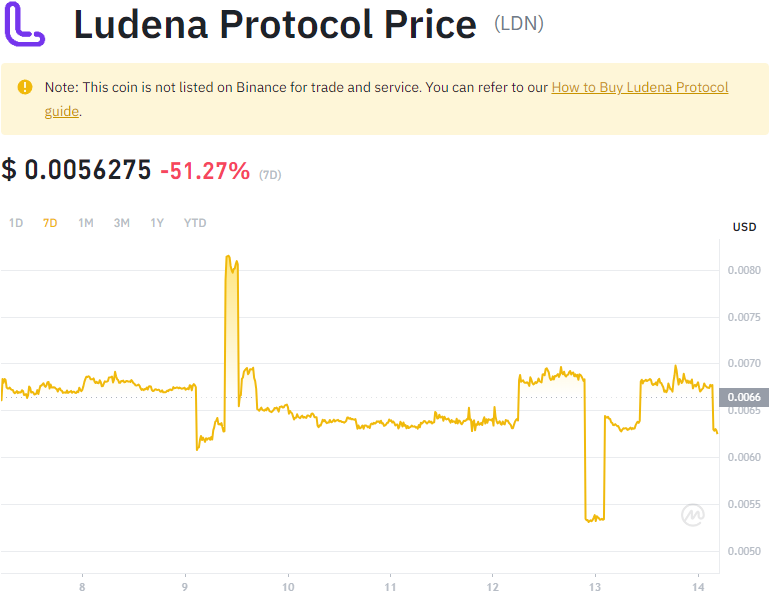 Ludena Protocol Price (LDN)
Note: This coin is not listed on Binance for trade and service. You can refer to our How to Buy Ludena Protocol
guide.
$ 0.0056275 -51.27% (7D)
1D 7D 1M 3M 1Y YTD
USD
0.0080
0.0075
0.0070
0.0066
0.0065
0.0060
0.0055
0.0050
8 9 10 11 12 13 14